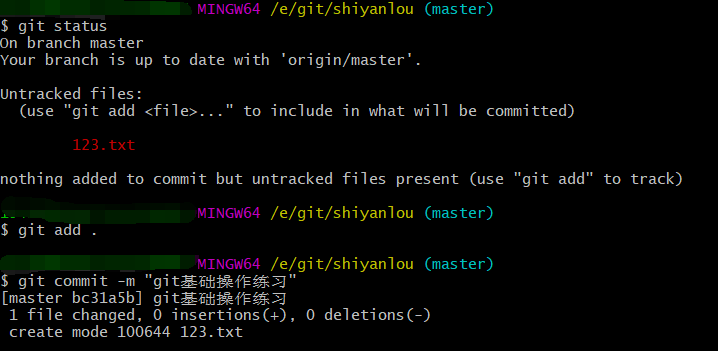 MINGW64 /e/git/shiyanlou (master)
$ git status
On branch master
Your branch is up to date with 'origin/master'.
Untracked files:
(use "git add <file>..." to include in what will be committed)
123.txt
nothing added to commit but untracked files present (use "git add" to track)
MINGW64 /e/git/shiyanlou (master)
$ git add .
MINGW64 /e/git/shiyanlou (master)
$ git commit -m "git基础操作练习"
[master bc31a5b] git基础操作练习
1 file changed, 0 insertions(+), 0 deletions(-)
create mode 100644 123.txt